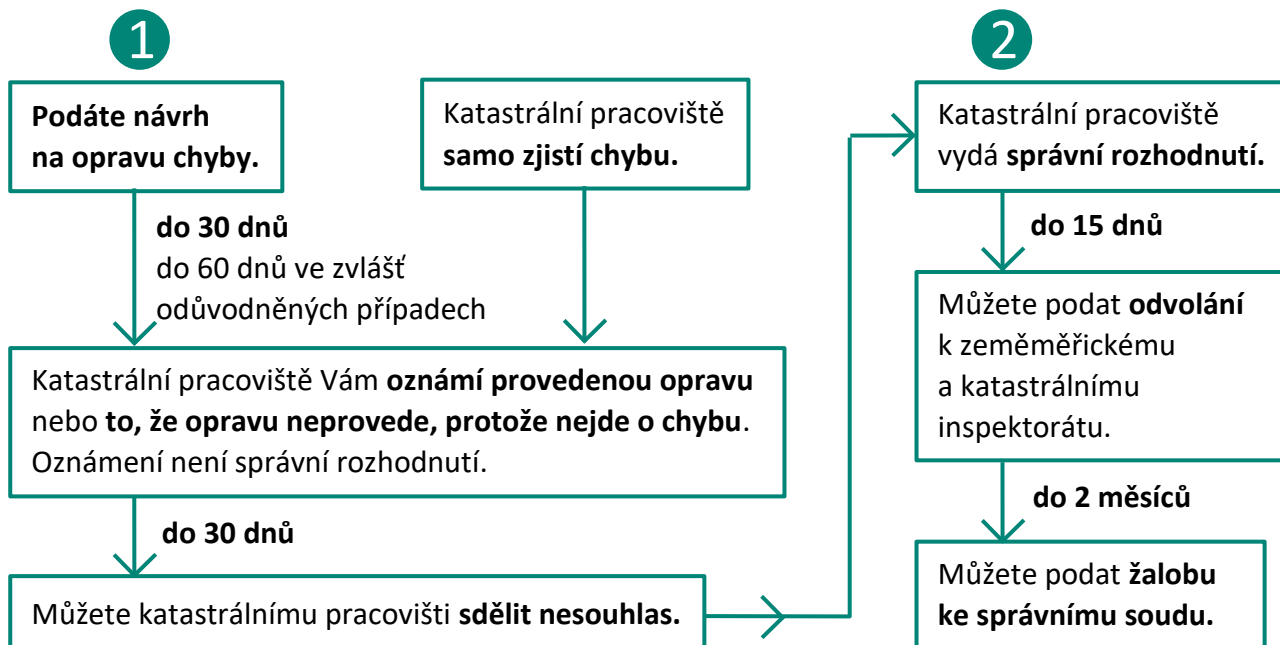 1
Podáte návrh
na opravu chyby.
Katastrální pracoviště
samo zjistí chybu.
do 30 dnů
do 60 dnů ve zvlášť
odůvodněných případech
Katastrální pracoviště Vám oznámí provedenou opravu
nebo to, že opravu neprovede, protože nejde o chybu.
Oznámení není správní rozhodnutí.
do 30 dnů
Můžete katastrálnímu pracovišti sdělit nesouhlas.
2
Katastrální pracoviště
vydá správní rozhodnutí.
do 15 dnů
Můžete podat odvolání
k zeměměřickému
a katastrálnímu
inspektorátu.
do 2 měsíců
Můžete podat žalobu
ke správnímu soudu.